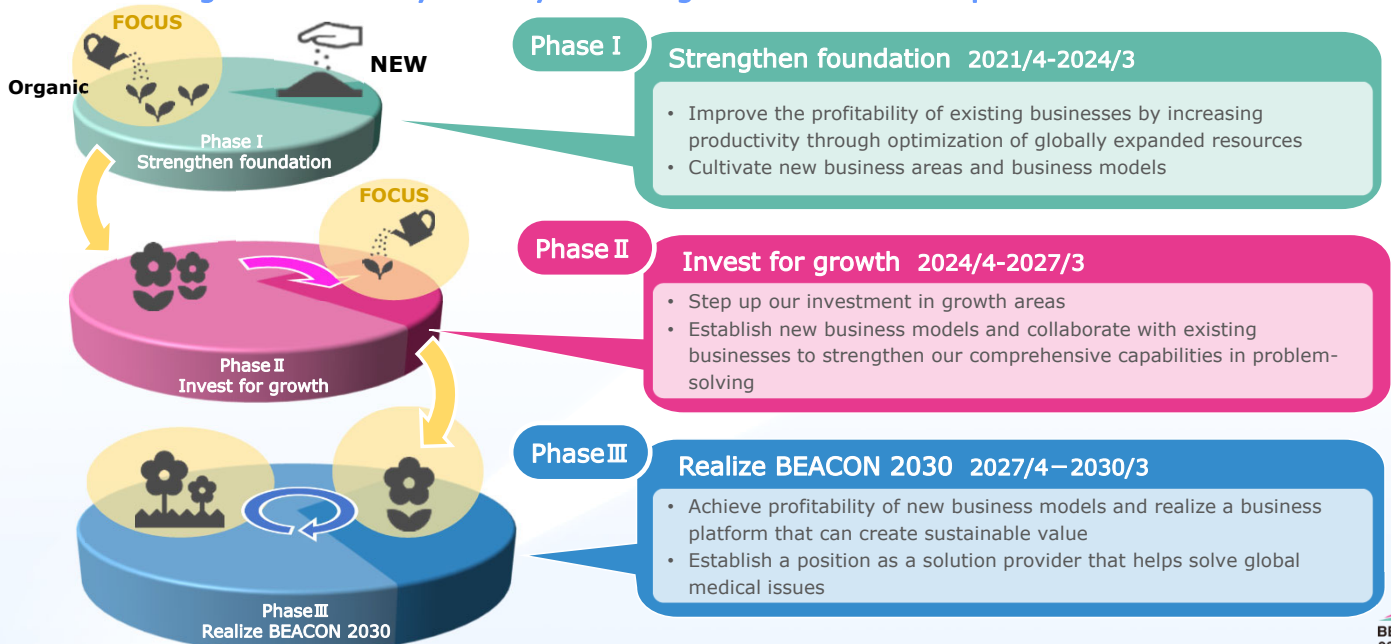 FOCUS
NEW
Organic
Phase Ⅰ
Strengthen foundation
Phase Ⅰ
Strengthen foundation 2021/4-2024/3
• Improve the profitability of existing businesses by increasing
productivity through optimization of globally expanded resources
• Cultivate new business areas and business models
FOCUS
Phase Ⅱ
Invest for growth
Phase Ⅱ
Invest for growth 2024/4-2027/3
• Step up our investment in growth areas
• Establish new business models and collaborate with existing
businesses to strengthen our comprehensive capabilities in problem-
solving
PhaseⅢ
Realize BEACON 2030
PhaseⅢ
Realize BEACON 2030 2027/4−2030/3
• Achieve profitability of new business models and realize a business
platform that can create sustainable value
• Establish a position as a solution provider that helps solve global
medical issues